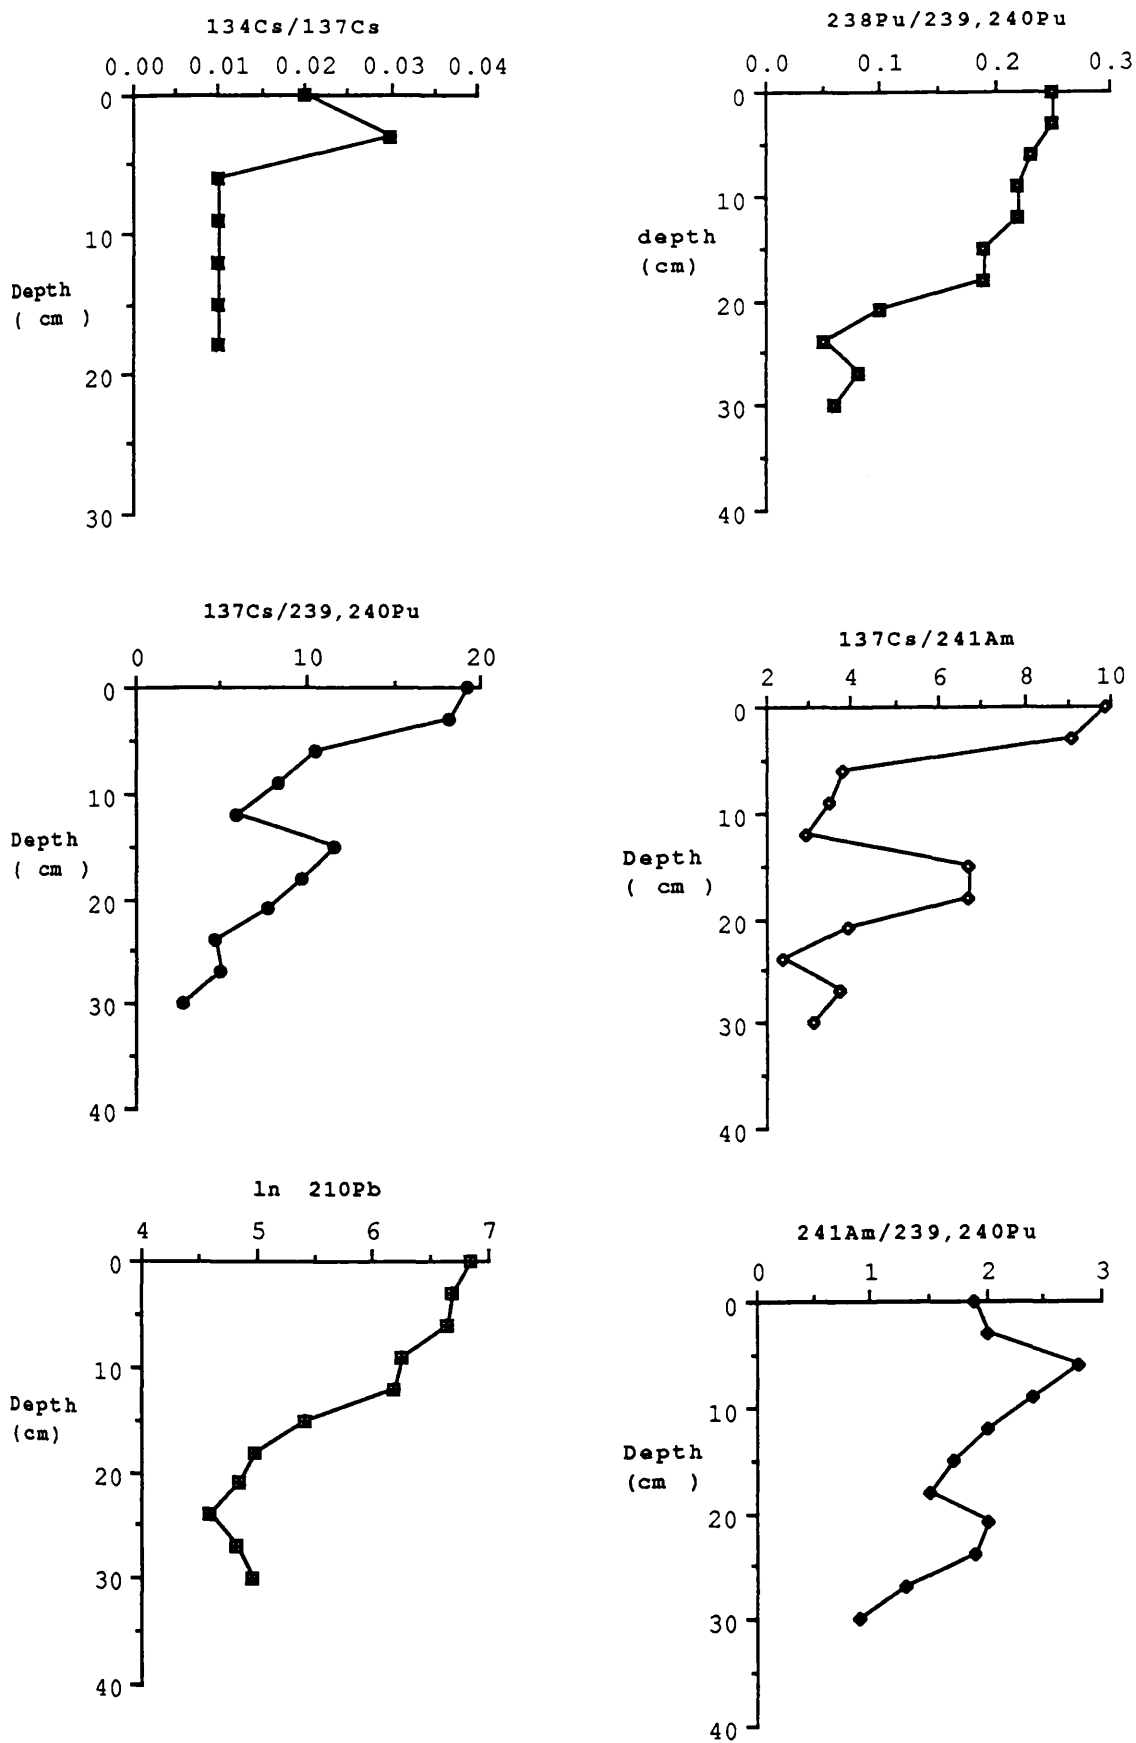 134Cs/137Cs
0.00 0.01 0.02 0.03 0.04
0
10
Depth
( cm )
20
30
238Pu/239,240Pu
0.0 0.1 0.2 0.3
0
10
depth
(cm)
20
30
40
137Cs/239,240Pu
0 10 20
0
10
Depth
( cm )
20
30
40
137Cs/241Am
2 4 6 8 10
0
10
Depth
( cm )
20
30
40
ln 210Pb
4 5 6 7
0
10
Depth
(cm)
20
30
40
241Am/239,240Pu
0 1 2 3
0
10
Depth
(cm )
20
30
40